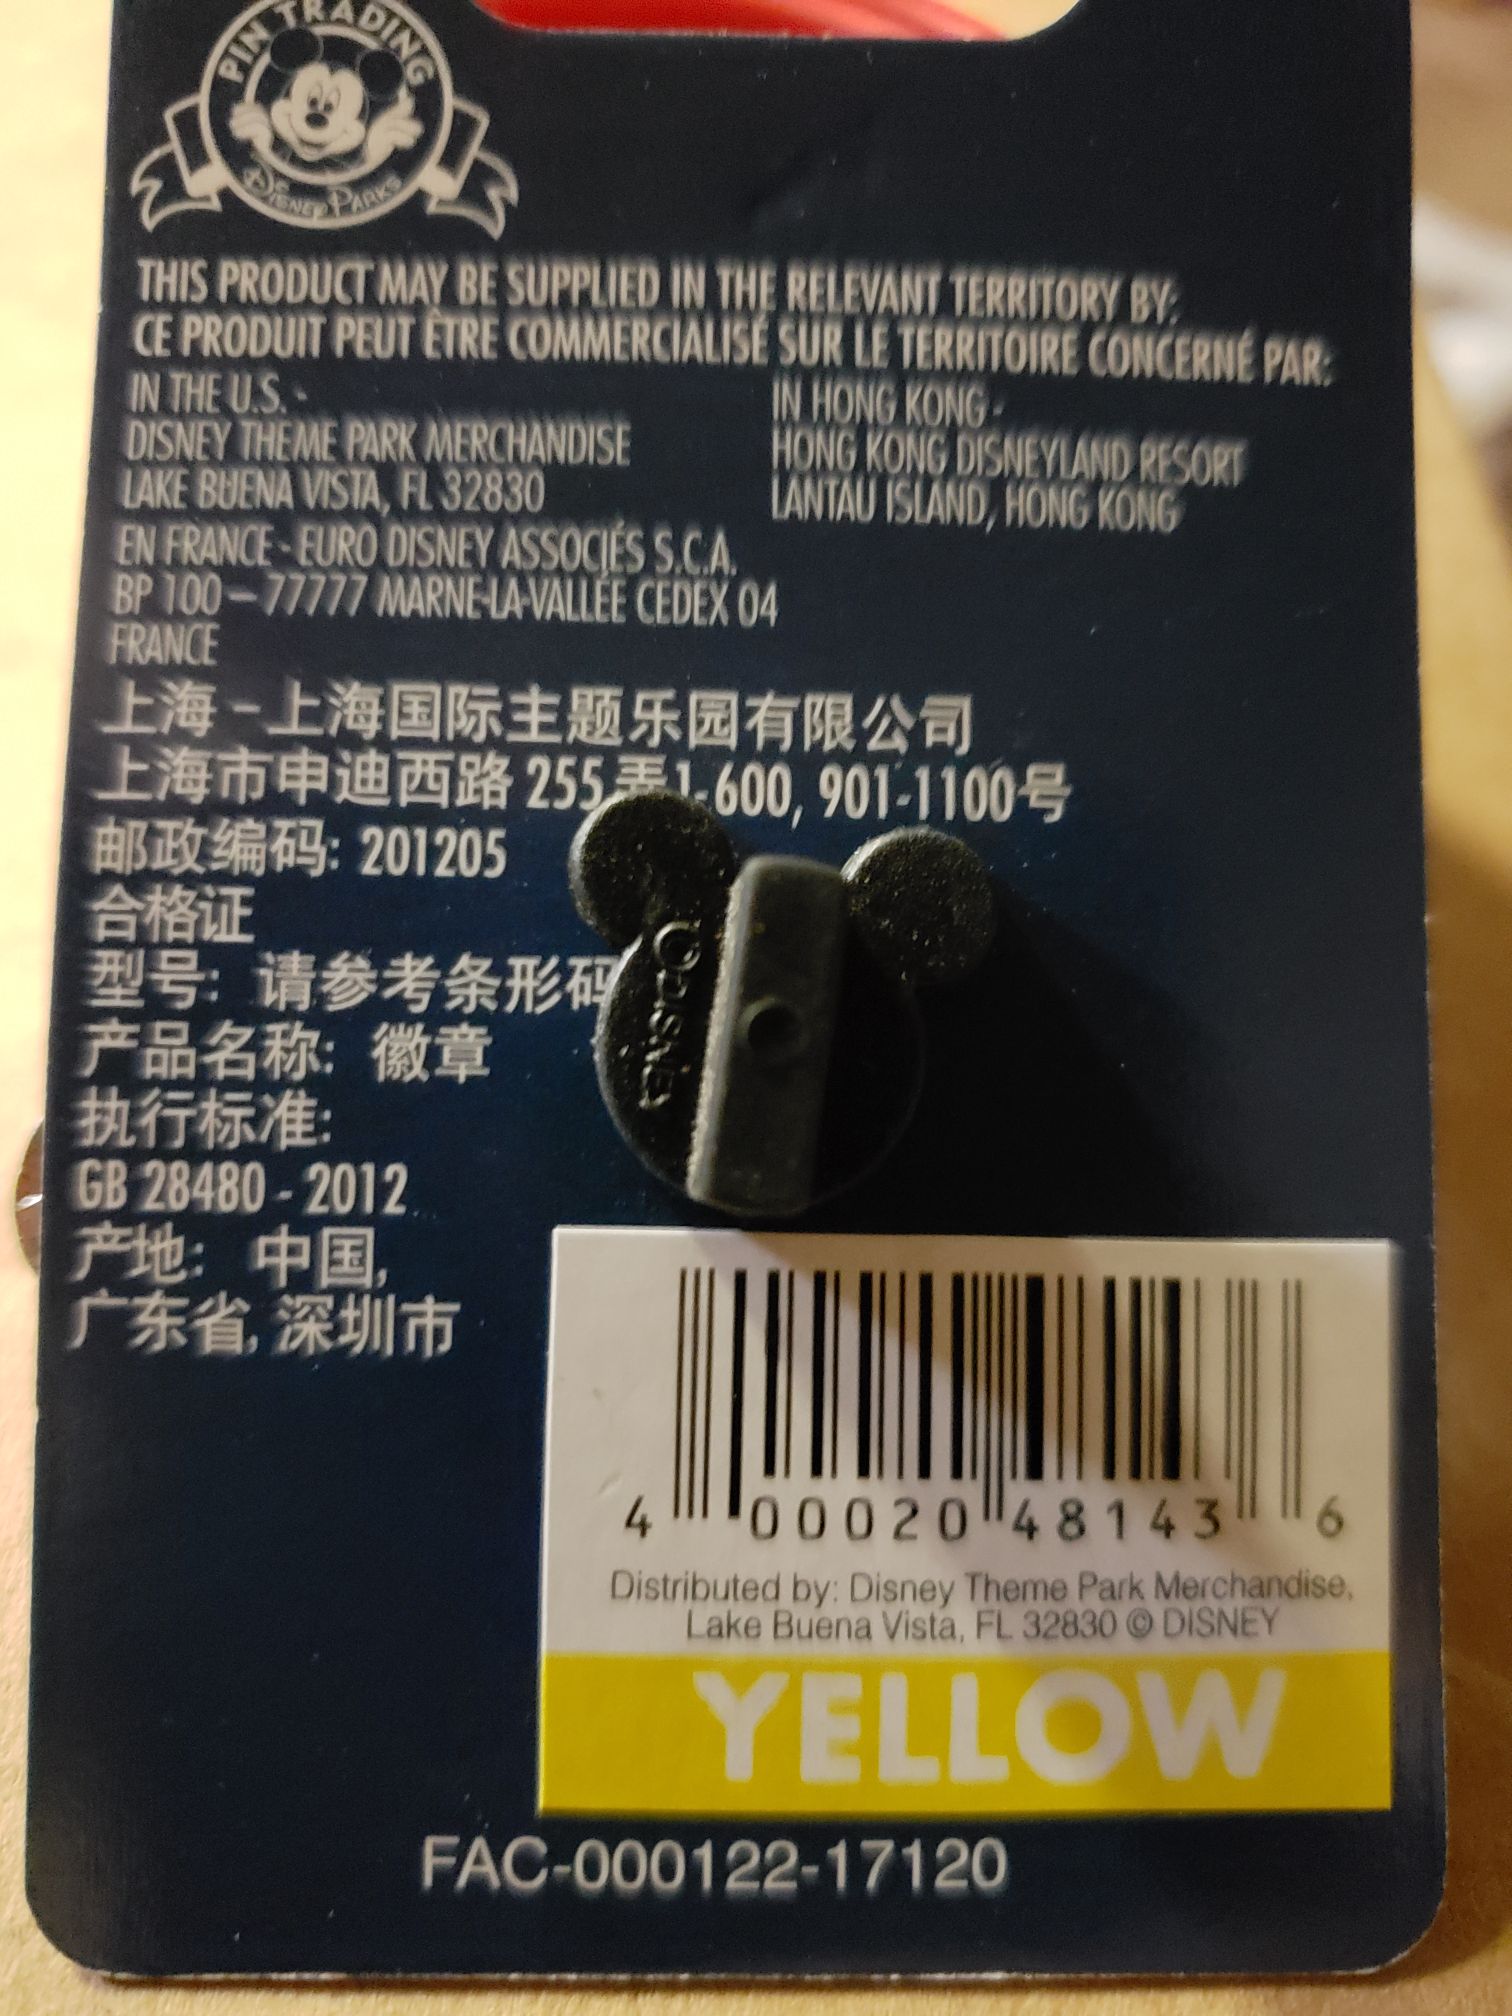 PIN TRADING
DISNEY PARKS
THIS PRODUCT MAY BE SUPPLIED IN THE RELEVANT TERRITORY BY:
CE PRODUIT PEUT ÊTRE COMMERCIALISÉ SUR LE TERRITOIRE CONCERNÉ PAR:
IN THE U.S. -
DISNEY THEME PARK MERCHANDISE
LAKE BUENA VISTA, FL 32830
IN HONG KONG -
HONG KONG DISNEYLAND RESORT
LANTAU ISLAND, HONG KONG
EN FRANCE - EURO DISNEY ASSOCIÉS S.C.A.
BP 100 – 77777 MARNE-LA-VALLÉE CEDEX 04
FRANCE
上海 - 上海国际主题乐园有限公司
上海市申迪西路 255 弄 1-600, 901-1100号
邮政编码: 201205
合格证
型号: 请参考条形码
产品名称: 徽章
执行标准:
GB 28480 - 2012
产地: 中国,
广东省, 深圳市
©DISNEY
4 00020 48143 6
Distributed by: Disney Theme Park Merchandise,
Lake Buena Vista, FL 32830 © DISNEY
YELLOW
FAC-000122-17120